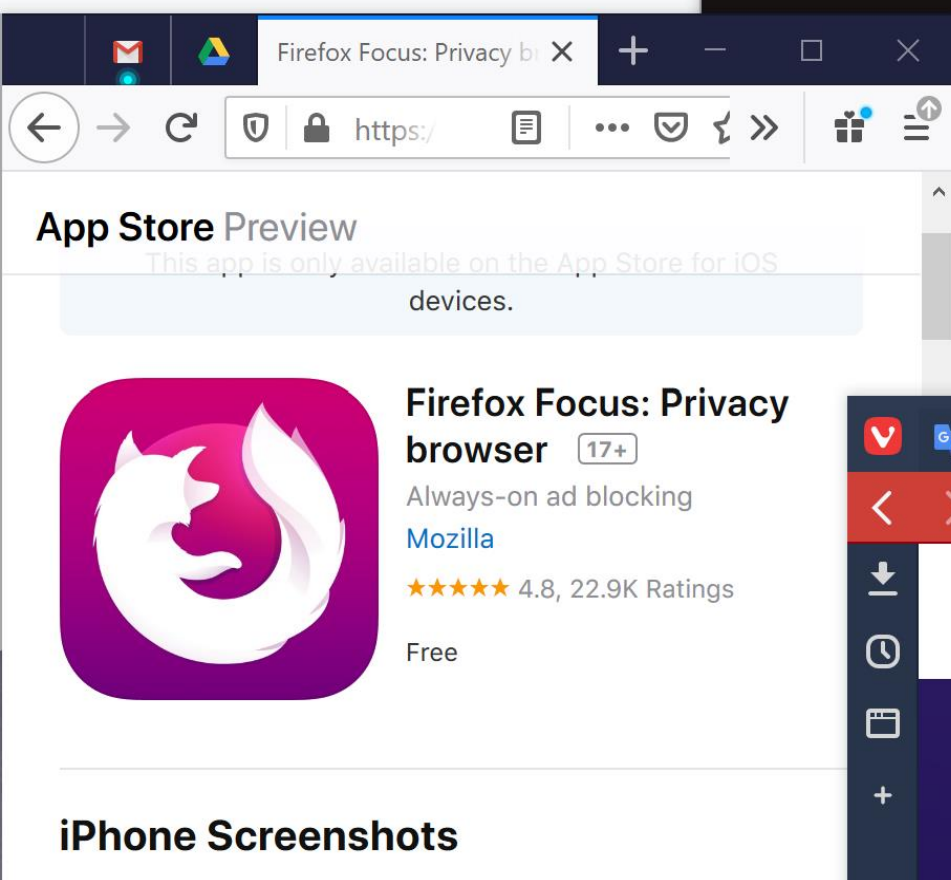 Firefox Focus: Privacy b
https:/
App Store Preview
This app is only available on the App Store for iOS
devices.
Firefox Focus: Privacy
browser 17+
Always-on ad blocking
Mozilla
★★★★★ 4.8, 22.9K Ratings
Free
iPhone Screenshots